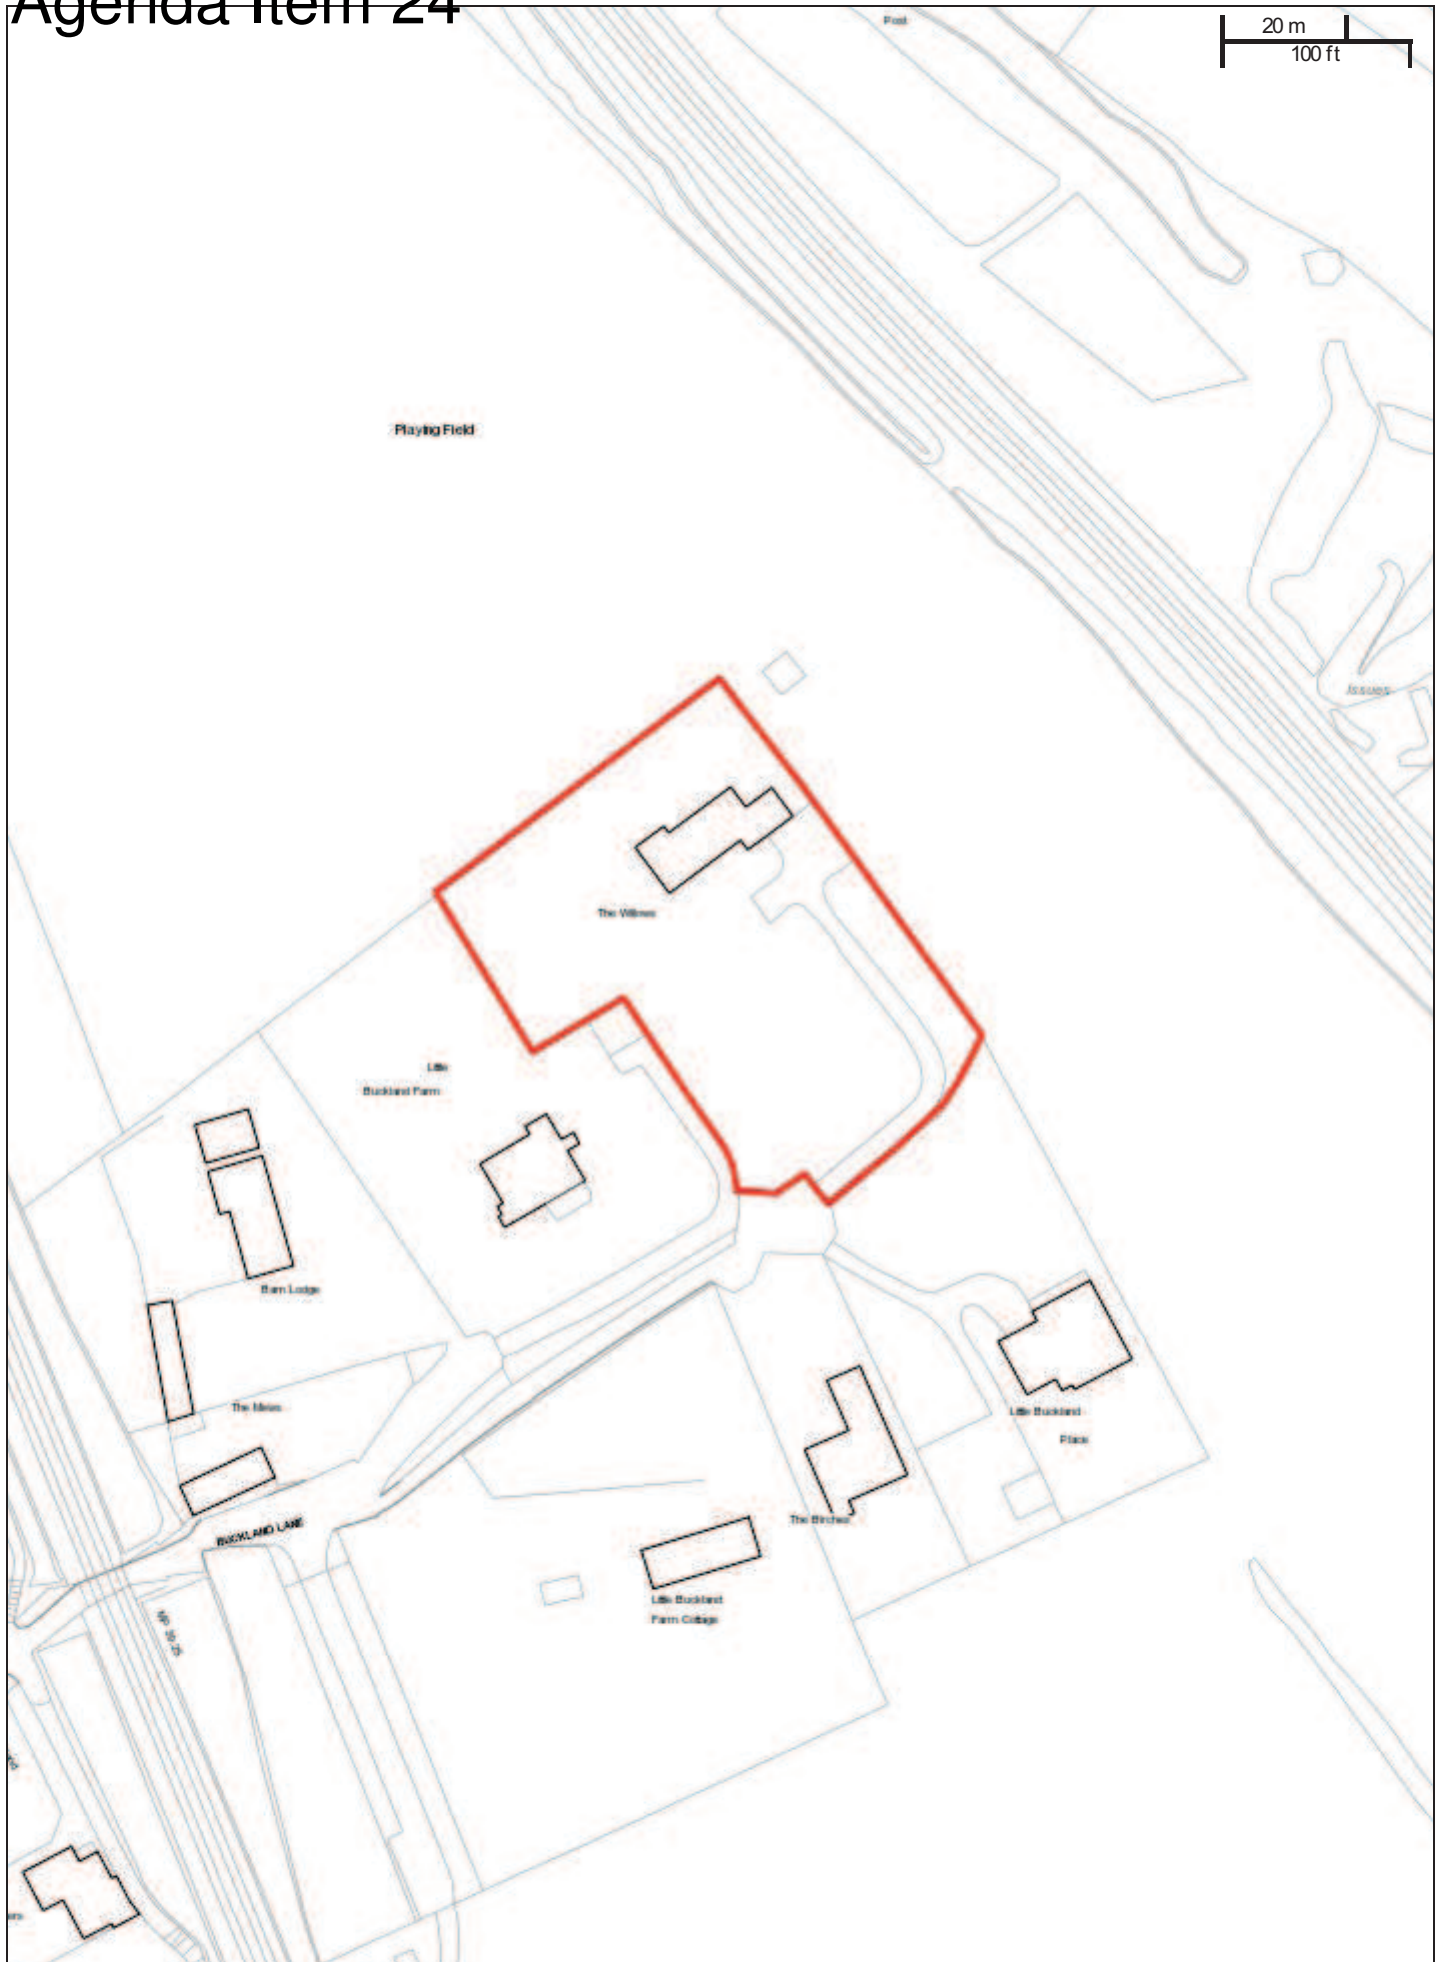 Agenda Item 24
Post
20 m
100 ft
Playing Field
Issues
The Willows
Little
Buckland Farm
Barn Lodge
The Mews
Little Buckland
Place
BUCKLAND LANE
The Birches
Little Buckland
Farm Cottage